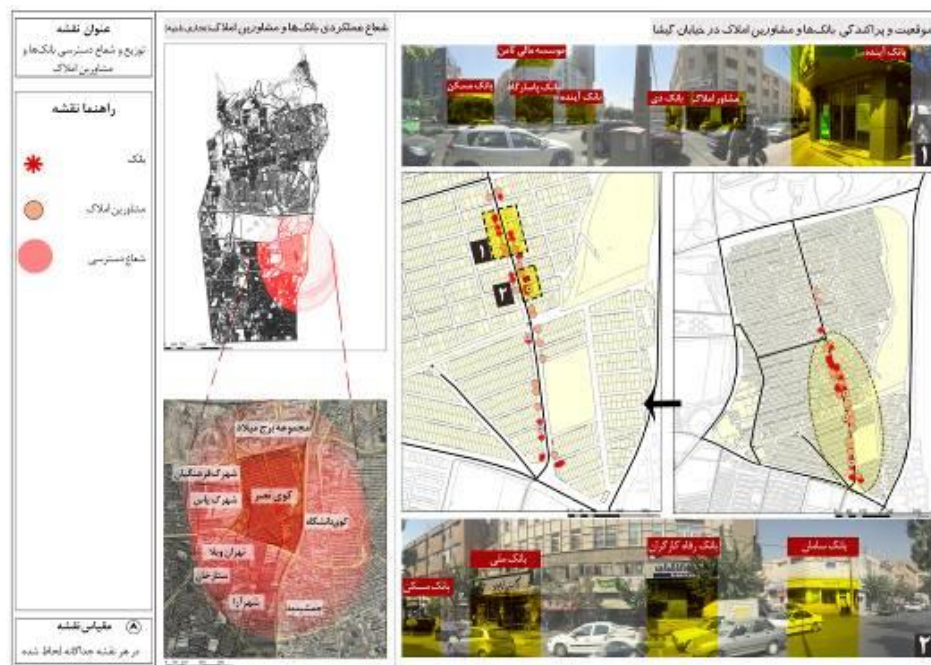 موقعیت و پراکندگی بانک‌ها و مشاورین املاک در خیابان گیشا
بانک آینده
موسسه مالی ثامن
بانک مسکن
بانک پاسارگاد
بانک آینده
بانک دی
مشاور املاک
۱
۱
۲
بانک سامان
بانک رفاه کارگران
بانک ملی
بانک مسکن
۲
شعاع عملکردی بانک‌ها و مشاورین املاک
مجموعه برج میلاد
شهرک فرهنگیان
کوی نصر
شهرک یاس
کوی دانشگاه
تهران ویلا
ستارخان
شهر آرا
جمشیدیه
عنوان نقشه
توزیع و شعاع دسترسی بانک‌ها و
مشاورین املاک
راهنما نقشه
بانک
مشاورین املاک
شعاع دسترسی
مقیاس نقشه
در هر نقشه جداگانه لحاظ شده